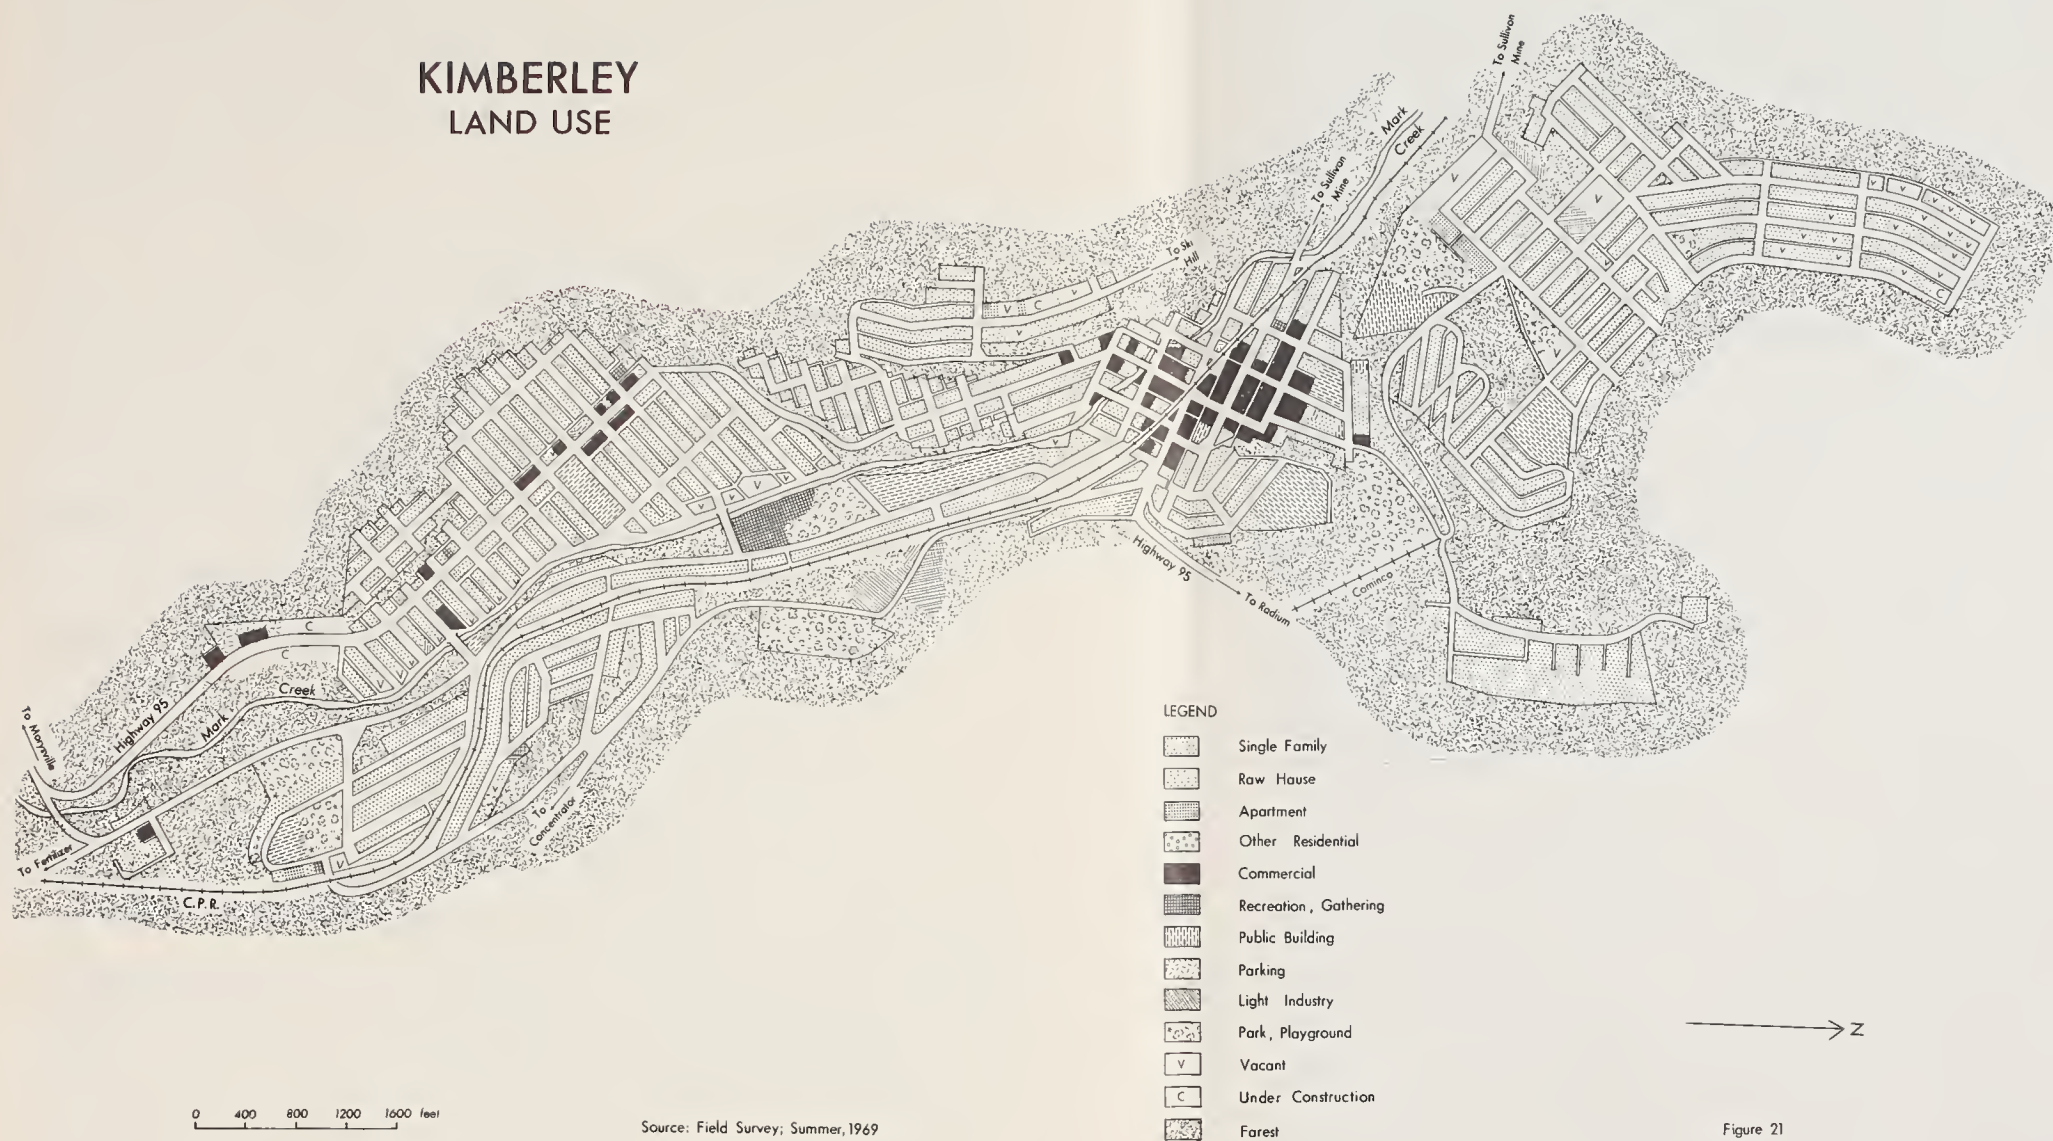 KIMBERLEY
LAND USE
To Sullivan
Mine
Mark
Creek
To Sullivan
Mine
To Ski
Hill
V
V
C
V
V
V
C
Highway 95
To Radium
Cominco
C
C
Creek
Mark
Highway 95
To Marysville
To Fertilizer
C.P.R.
To
Concentrator
LEGEND
Single Family
Raw Hause
Apartment
Other Residential
Commercial
Recreation, Gathering
Public Building
Parking
Light Industry
Park, Playground
V Vacant
C Under Construction
Farest
Z
0 400 800 1200 1600 feet
Source: Field Survey; Summer, 1969
Figure 21